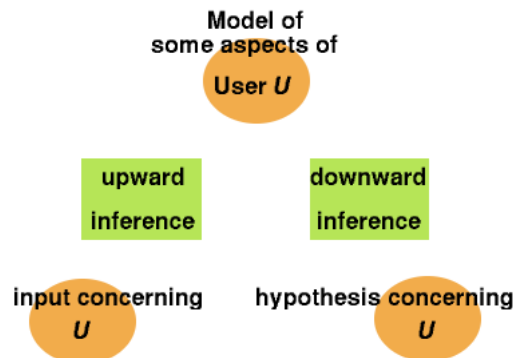 Model of
some aspects of
User U
upward
inference
downward
inference
input concerning
U
hypothesis concerning
U